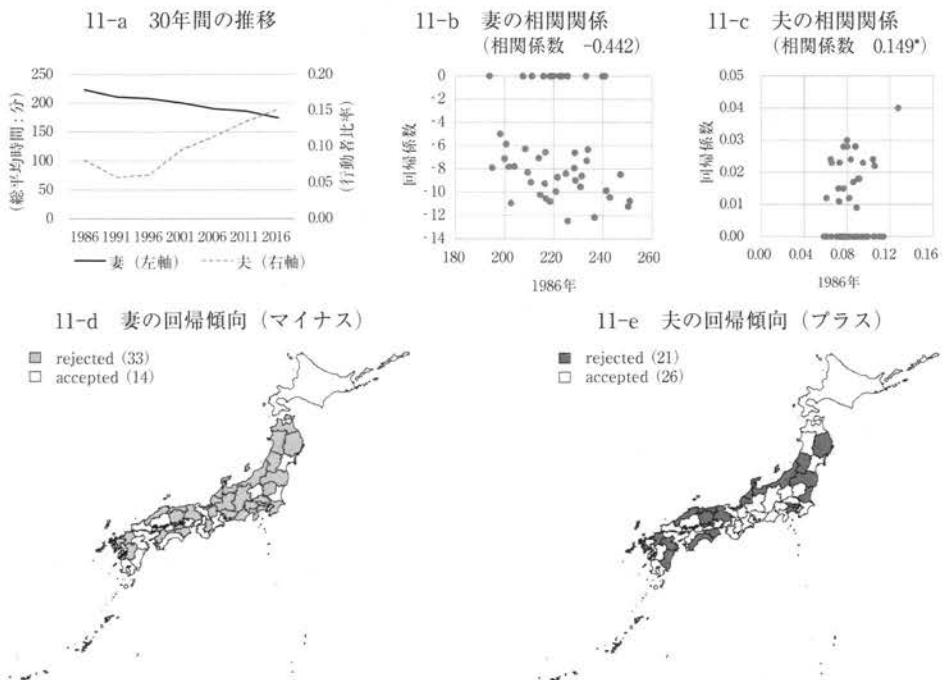 11-a 30年間の推移
250
200
150
100
50
0
(総平均時間:分)
0.20
0.15
0.10
0.05
0.00
(行動者比率)
1986 1991 1996 2001 2006 2011 2016
妻(左軸) 夫(右軸)
11-b 妻の相関関係
(相関係数 -0.442)
0
-2
-4
-6
-8
-10
-12
-14
回帰係数
180 200 220 240 260
1986年
11-c 夫の相関関係
(相関係数 0.149*)
0.05
0.04
0.03
0.02
0.01
0.00
回帰係数
0.00 0.04 0.08 0.12 0.16
1986年
11-d 妻の回帰傾向(マイナス)
rejected (33)
accepted (14)
11-e 夫の回帰傾向(プラス)
rejected (21)
accepted (26)